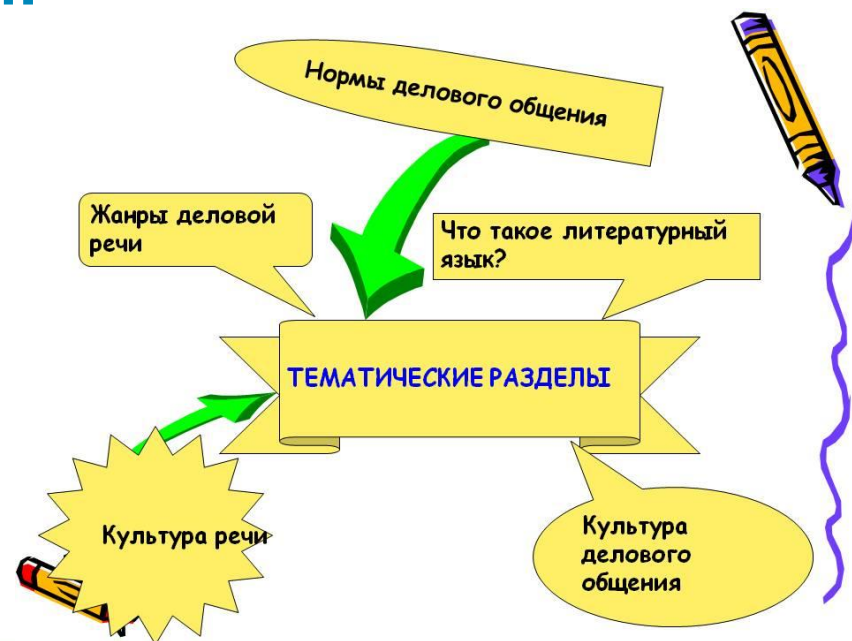 Нормы делового общения
Жанры деловой
речи
Что такое литературный
язык?
ТЕМАТИЧЕСКИЕ РАЗДЕЛЫ
Культура речи
Культура
делового
общения